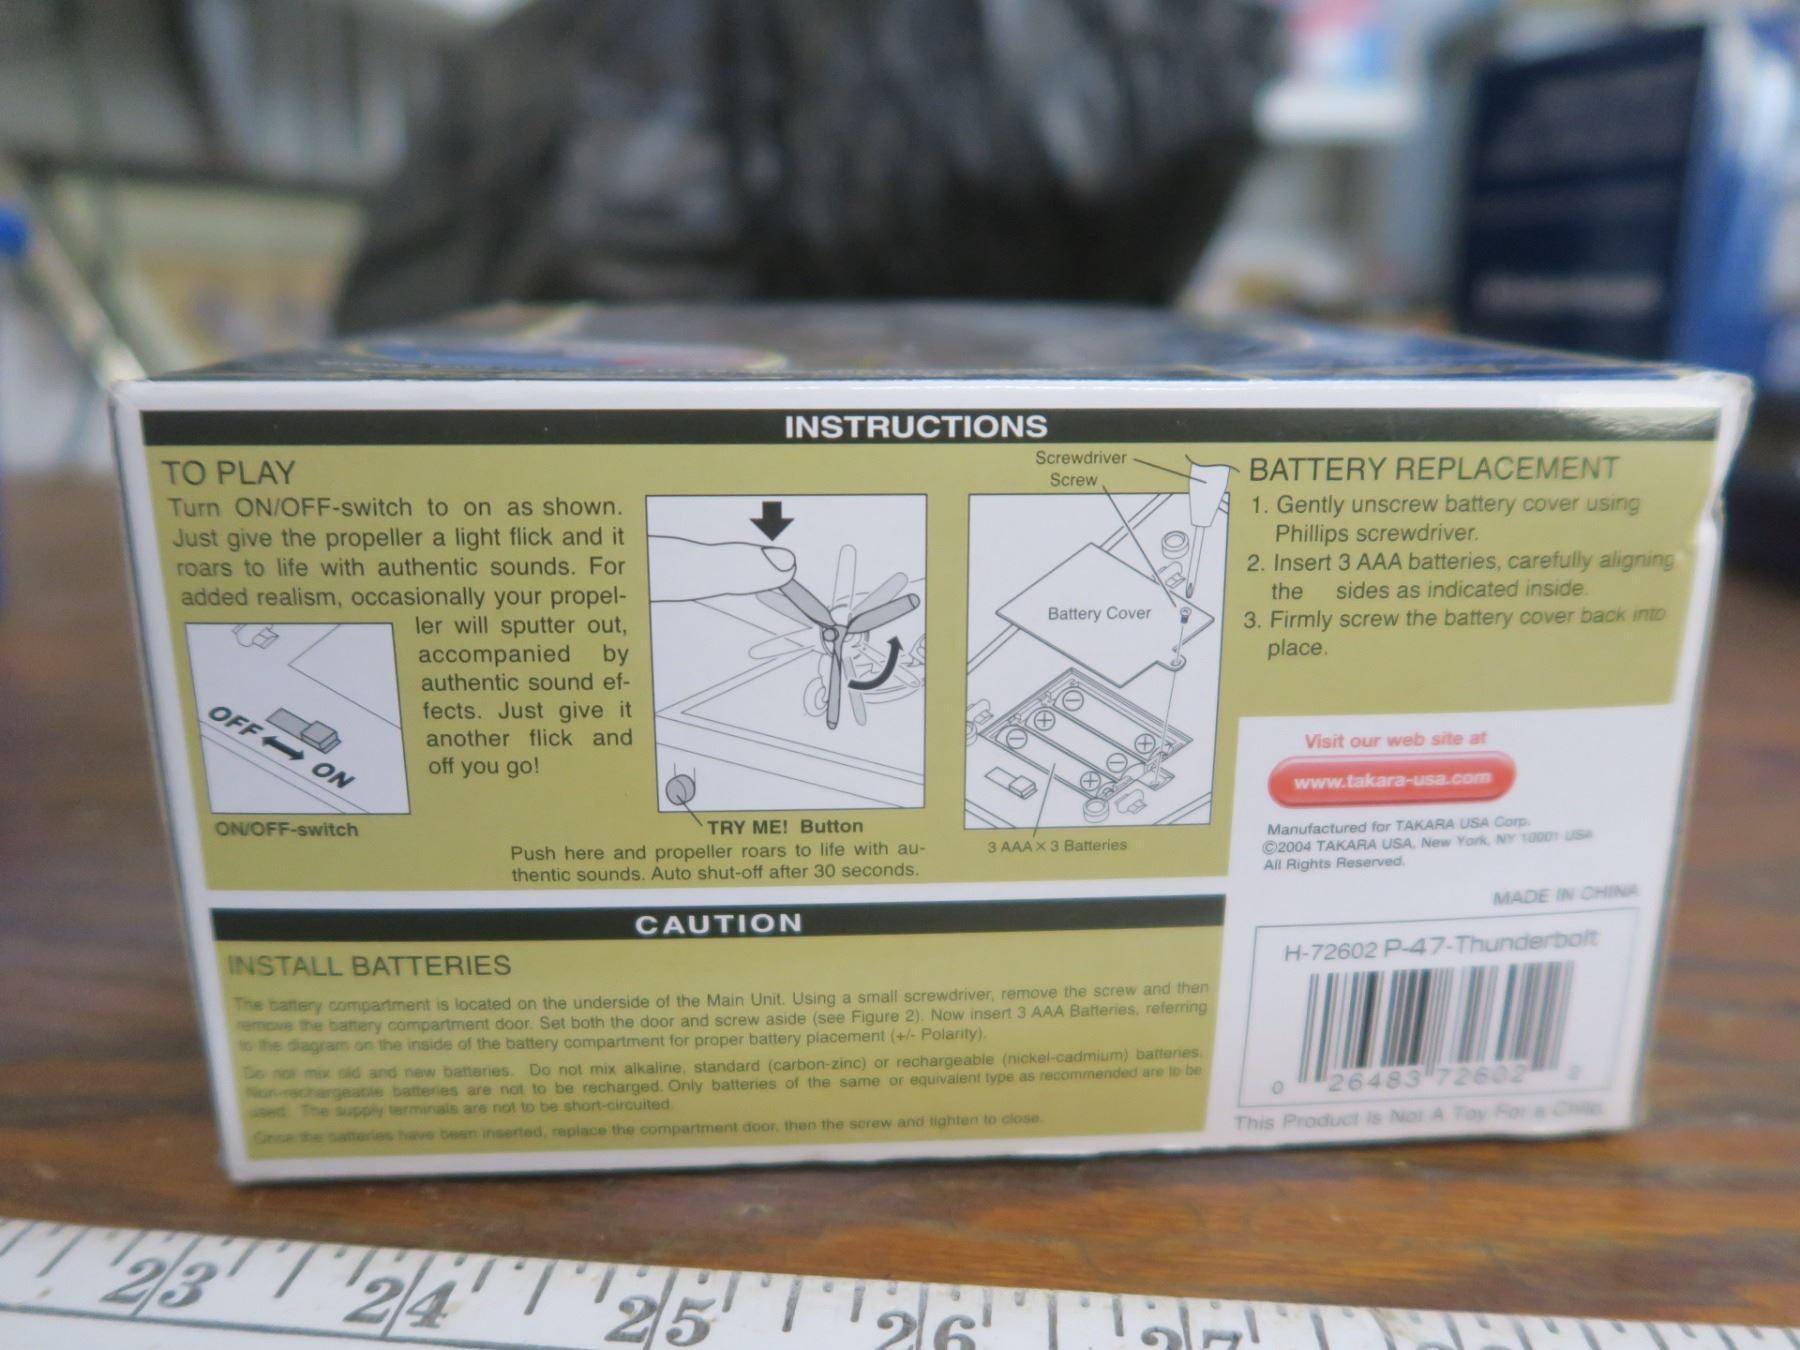 INSTRUCTIONS
TO PLAY
Turn ON/OFF-switch to on as shown.
Just give the propeller a light flick and it
roars to life with authentic sounds. For
added realism, occasionally your propel-
ler will sputter out,
accompanied by
authentic sound ef-
fects. Just give it
another flick and
off you go!
OFF
ON
ON/OFF-switch
TRY ME! Button
Push here and propeller roars to life with au-
thentic sounds. Auto shut-off after 30 seconds.
Screwdriver
Screw
Battery Cover
3 AAA X 3 Batteries
BATTERY REPLACEMENT
1. Gently unscrew battery cover using
Phillips screwdriver.
2. Insert 3 AAA batteries, carefully aligning
the sides as indicated inside.
3. Firmly screw the battery cover back into
place.
Visit our web site at
www.takara-usa.com
Manufactured for TAKARA USA Corp.
©2004 TAKARA USA, New York, NY 10001 USA
All Rights Reserved.
MADE IN CHINA
H-72602 P-47-Thunderbolt
0 26483 72602 2
This Product Is Not A Toy For a Child.
CAUTION
INSTALL BATTERIES
The battery compartment is located on the underside of the Main Unit. Using a small screwdriver, remove the screw and then
remove the battery compartment door. Set both the door and screw aside (see Figure 2). Now insert 3 AAA Batteries, referring
to the diagram on the inside of the battery compartment for proper battery placement (+/- Polarity).
Do not mix old and new batteries. Do not mix alkaline, standard (carbon-zinc) or rechargeable (nickel-cadmium) batteries.
Non-rechargeable batteries are not to be recharged. Only batteries of the same or equivalent type as recommended are to be
used. The supply terminals are not to be short-circuited.
Once the batteries have been inserted, replace the compartment door, then the screw and tighten to close.
23 24 25 26 27